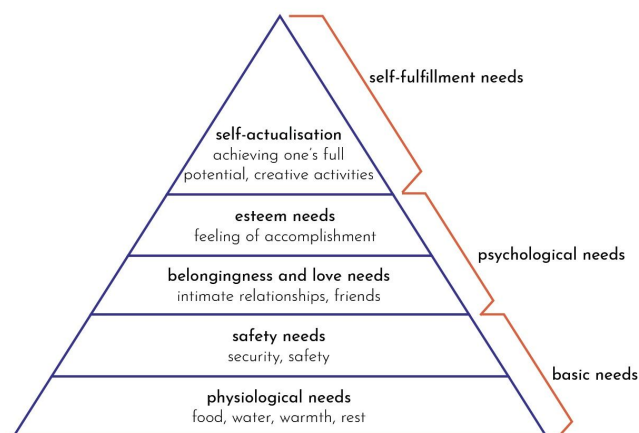 self-fulfillment needs
self-actualisation
achieving one's full
potential, creative activities
esteem needs
feeling of accomplishment
psychological needs
belongingness and love needs
intimate relationships, friends
safety needs
security, safety
basic needs
physiological needs
food, water, warmth, rest